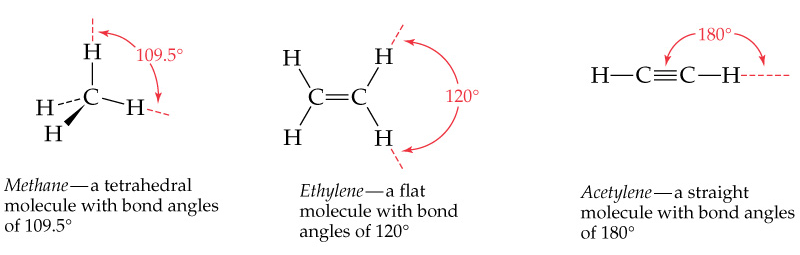 H
109.5°
H
C
H
H
H
H
C=C
120°
H
H
180°
H—C≡C—H
Methane—a tetrahedral
molecule with bond angles
of 109.5°
Ethylene—a flat
molecule with bond
angles of 120°
Acetylene—a straight
molecule with bond angles
of 180°